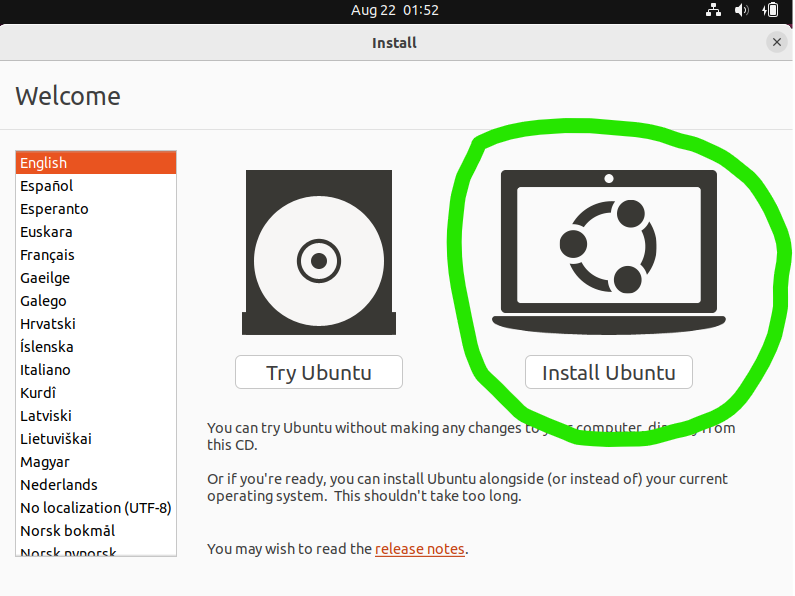 Aug 22 01:52
Install
Welcome
English
Español
Esperanto
Euskara
Français
Gaeilge
Galego
Hrvatski
Íslenska
Italiano
Kurdî
Latviski
Lietuviškai
Magyar
Nederlands
No localization (UTF-8)
Norsk bokmål
Norsk nynorsk
Try Ubuntu
Install Ubuntu
You can try Ubuntu without making any changes to your computer, directly from
this CD.
Or if you're ready, you can install Ubuntu alongside (or instead of) your current
operating system. This shouldn't take too long.
You may wish to read the release notes.